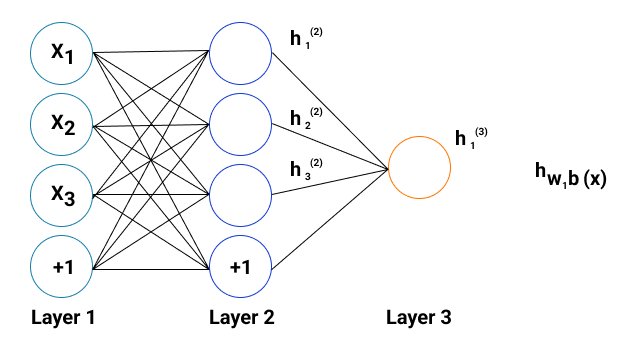 X₁
h₁⁽²⁾
X₂
h₂⁽²⁾
h₁⁽³⁾
X₃
h₃⁽²⁾
h_w₁b (x)
+1
+1
Layer 1
Layer 2
Layer 3